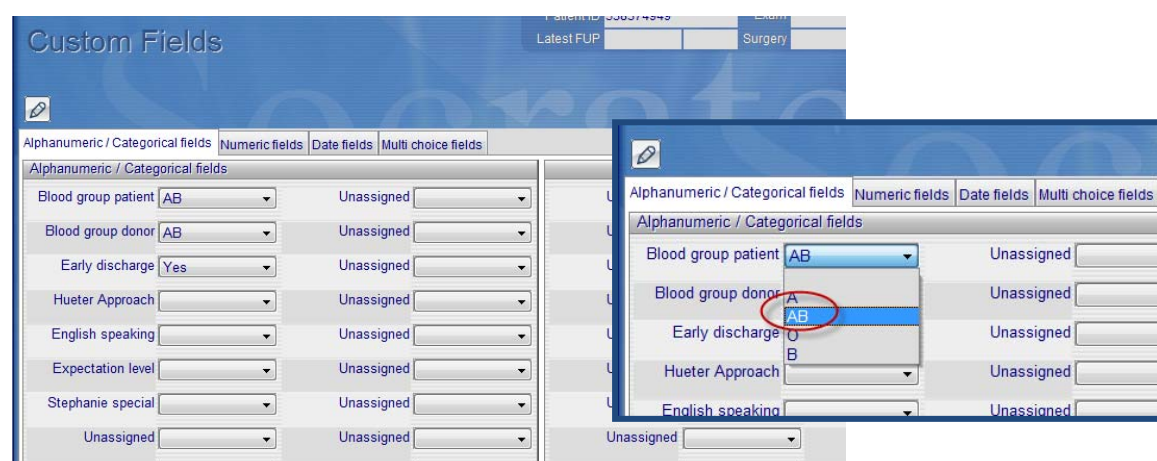 Custom Fields
Patient ID 538374949 Exam
Latest FUP Surgery
Alphanumeric / Categorical fields Numeric fields Date fields Multi choice fields
Alphanumeric / Categorical fields
Blood group patient AB Unassigned
Blood group donor AB Unassigned
Early discharge Yes Unassigned
Hueter Approach Unassigned
English speaking Unassigned
Expectation level Unassigned
Stephanie special Unassigned
Unassigned Unassigned Unassigned
Alphanumeric / Categorical fields Numeric fields Date fields Multi choice fields
Alphanumeric / Categorical fields
Blood group patient AB Unassigned
Blood group donor A Unassigned
AB
Early discharge O Unassigned
B
Hueter Approach Unassigned
English speaking Unassigned